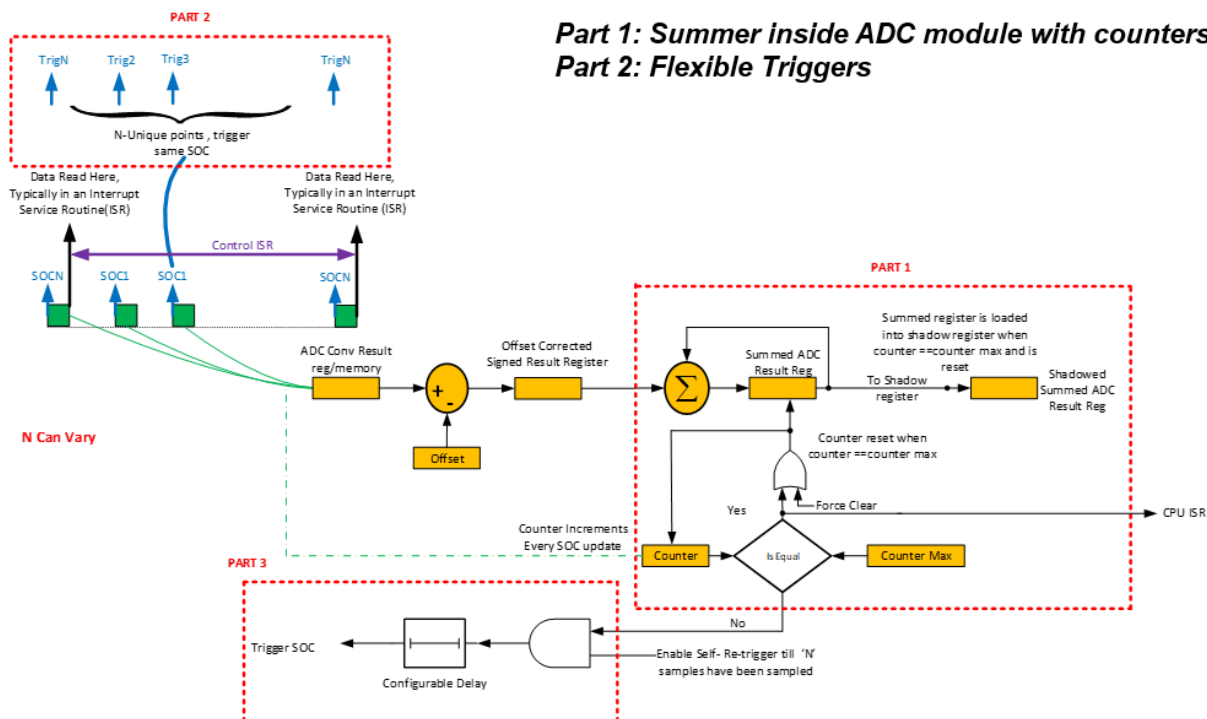 PART 2
Part 1: Summer inside ADC module with counters
Part 2: Flexible Triggers
TrigN
Trig2
Trig3
TrigN
N-Unique points , trigger
same SOC
Data Read Here,
Typically in an Interrupt
Service Routine(ISR)
Data Read Here,
Typically in an Interrupt
Service Routine (ISR)
Control ISR
SOCN
SOC1
SOC1
SOCN
PART 1
ADC Conv Result
reg/memory
Offset Corrected
Signed Result Register
Summed ADC
Result Reg
Summed register is loaded
into shadow register when
counter ==counter max and is
reset
To Shadow
register
Shadowed
Summed ADC
Result Reg
+
-
Σ
N Can Vary
Offset
Counter reset when
counter ==counter max
Force Clear
Yes
CPU ISR
Counter Increments
Every SOC update
Counter
Is Equal
Counter Max
PART 3
No
Trigger SOC
Enable Self- Re-trigger till ‘N’
samples have been sampled
Configurable Delay